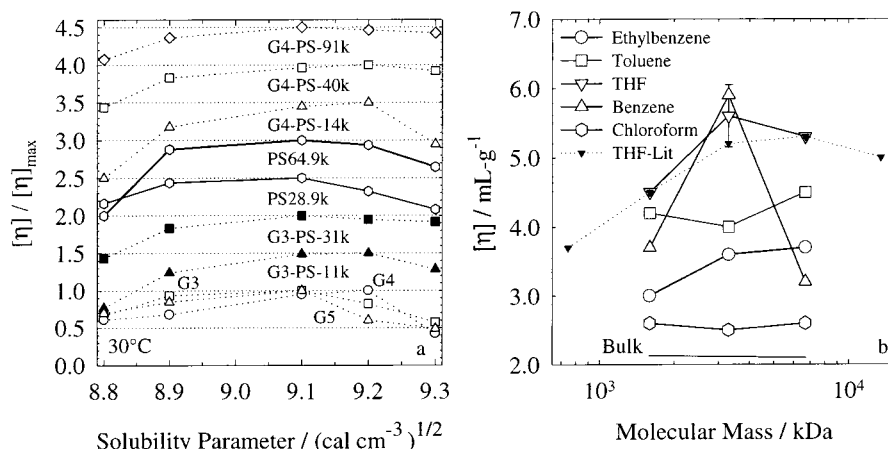 4.5
4.0
3.5
3.0
2.5
2.0
1.5
1.0
0.5
0.0
[η] / [η]max
G4-PS-91k
G4-PS-40k
G4-PS-14k
PS64.9k
PS28.9k
G3-PS-31k
G3-PS-11k
G3
G4
G5
30°C
a
8.8
8.9
9.0
9.1
9.2
9.3
Solubility Parameter / (cal cm⁻³)¹/²
7.0
6.0
5.0
4.0
3.0
2.0
[η] / mL-g⁻¹
Ethylbenzene
Toluene
THF
Benzene
Chloroform
THF-Lit
Bulk
b
10³
10⁴
Molecular Mass / kDa